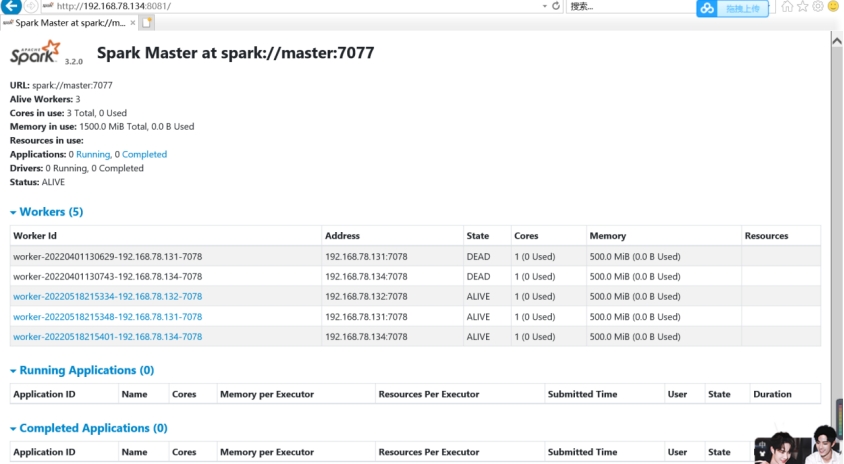 http://192.168.78.134:8081/
搜索...
拖拽上传
Spark Master at spark://m... ×
APACHE Spark 3.2.0 Spark Master at spark://master:7077
URL: spark://master:7077
Alive Workers: 3
Cores in use: 3 Total, 0 Used
Memory in use: 1500.0 MiB Total, 0.0 B Used
Resources in use:
Applications: 0 Running, 0 Completed
Drivers: 0 Running, 0 Completed
Status: ALIVE
Workers (5)
Worker Id Address State Cores Memory Resources
worker-20220401130629-192.168.78.131-7078 192.168.78.131:7078 DEAD 1 (0 Used) 500.0 MiB (0.0 B Used)
worker-20220401130743-192.168.78.134-7078 192.168.78.134:7078 DEAD 1 (0 Used) 500.0 MiB (0.0 B Used)
worker-20220518215334-192.168.78.132-7078 192.168.78.132:7078 ALIVE 1 (0 Used) 500.0 MiB (0.0 B Used)
worker-20220518215348-192.168.78.131-7078 192.168.78.131:7078 ALIVE 1 (0 Used) 500.0 MiB (0.0 B Used)
worker-20220518215401-192.168.78.134-7078 192.168.78.134:7078 ALIVE 1 (0 Used) 500.0 MiB (0.0 B Used)
Running Applications (0)
Application ID Name Cores Memory per Executor Resources Per Executor Submitted Time User State Duration
Completed Applications (0)
Application ID Name Cores Memory per Executor Resources Per Executor Submitted Time User State